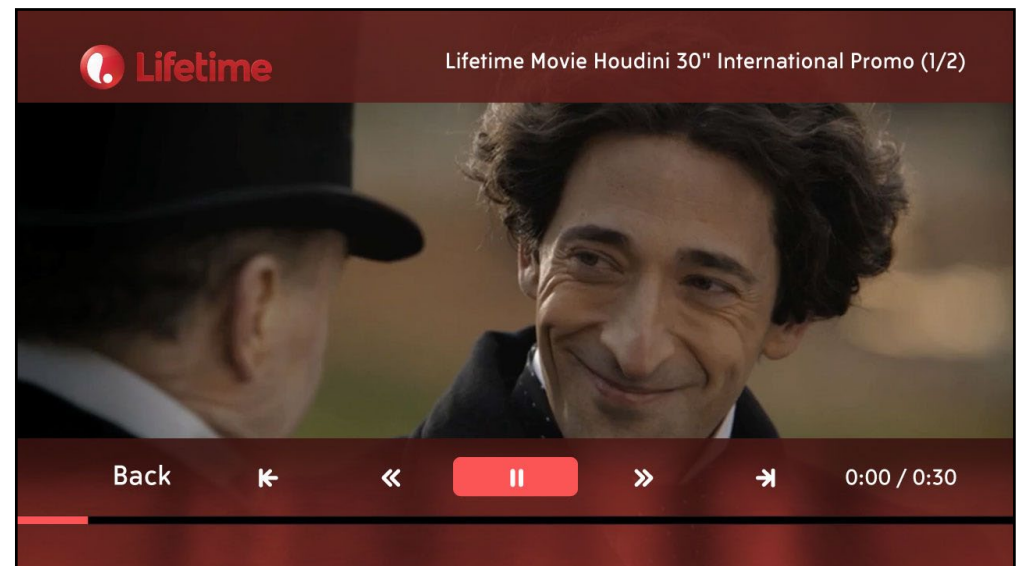 Lifetime
Lifetime Movie Houdini 30" International Promo (1/2)
Back
0:00 / 0:30